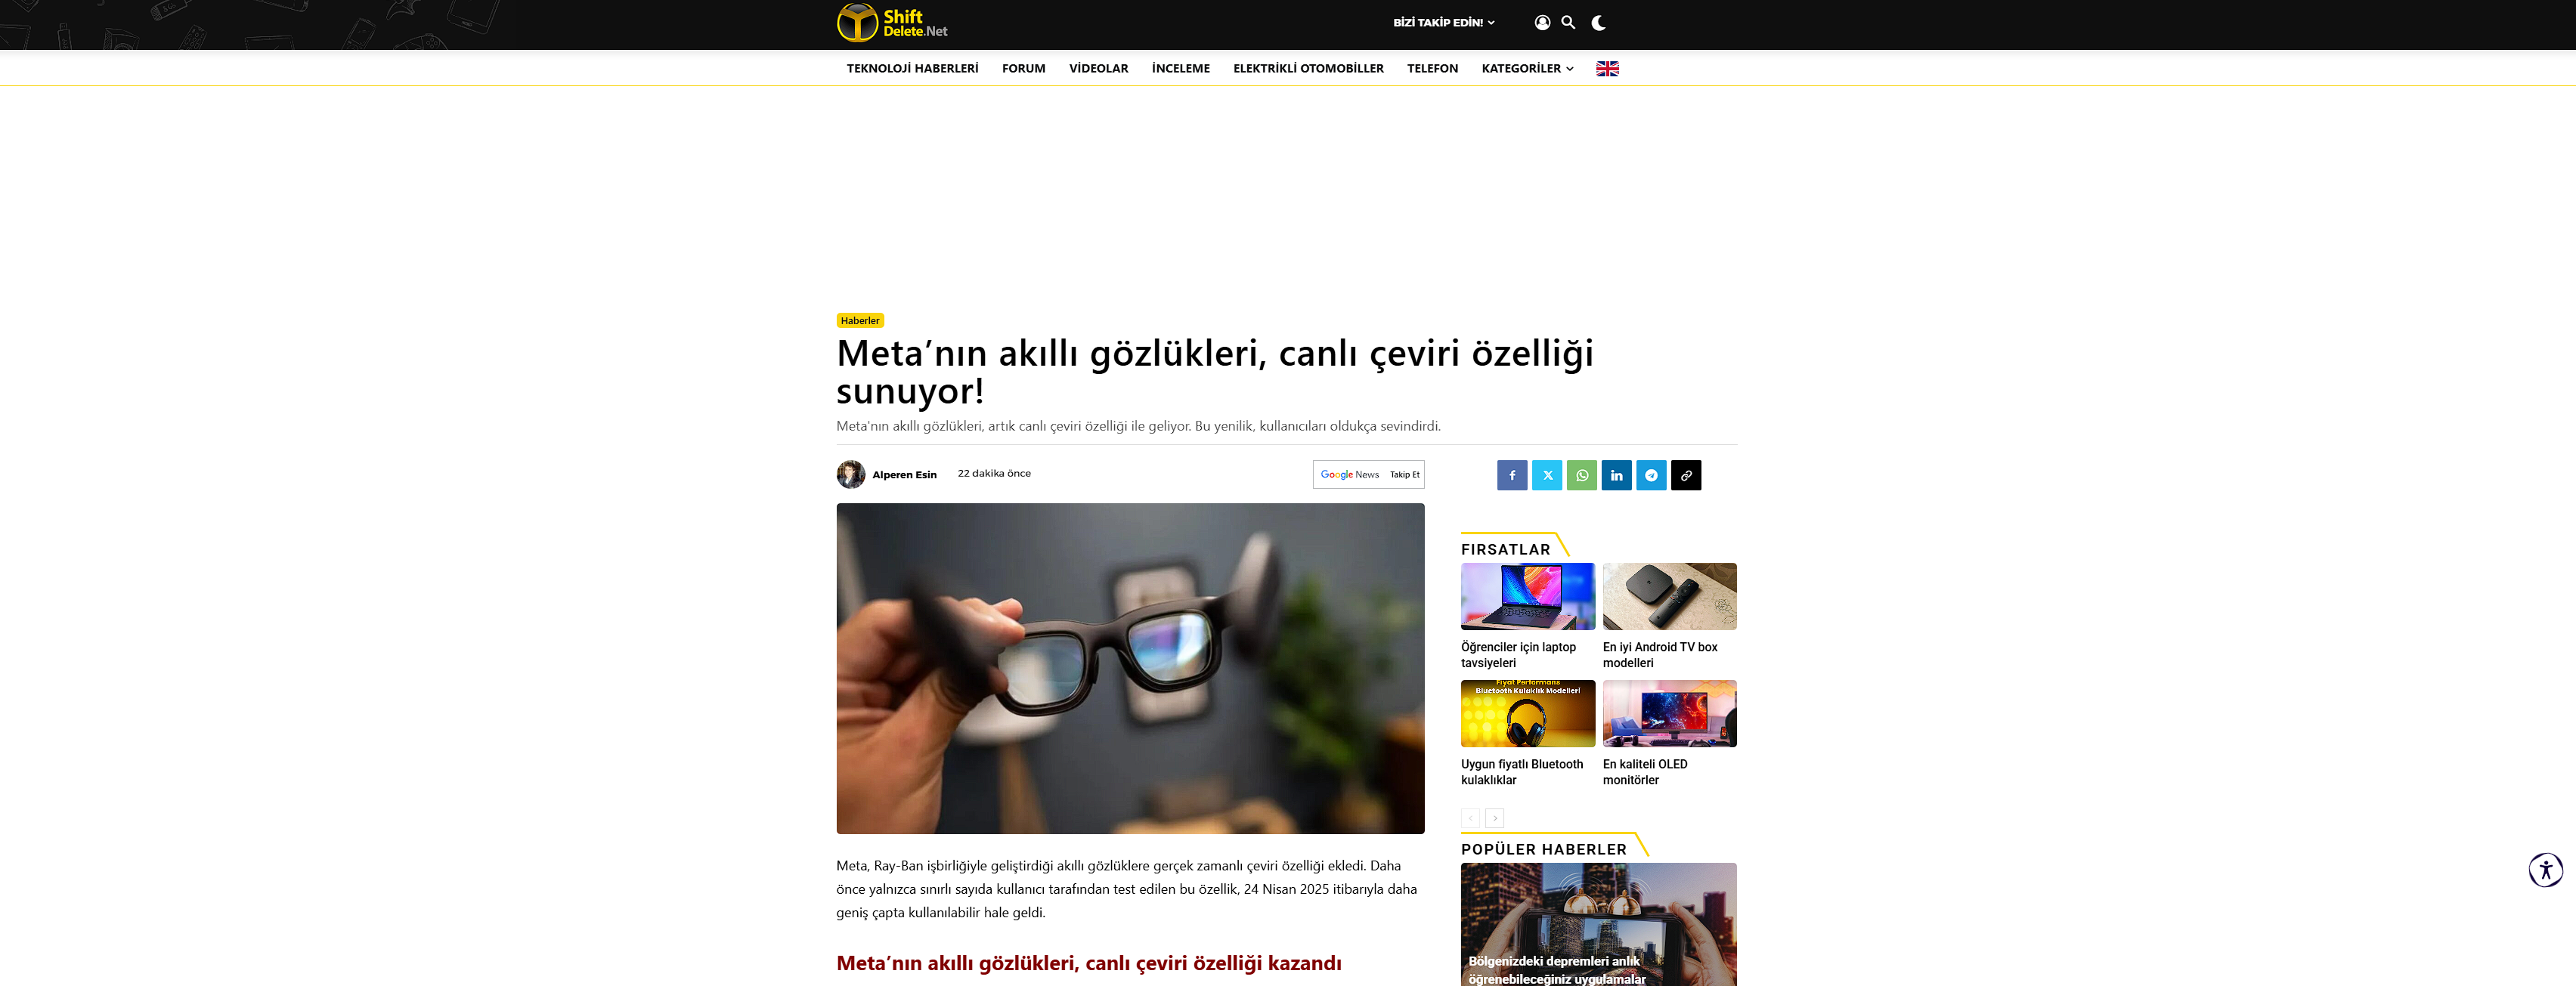 Shift
Delete.Net
BİZİ TAKİP EDİN!
TEKNOLOJİ HABERLERİ
FORUM
VİDEOLAR
İNCELEME
ELEKTRİKLİ OTOMOBİLLER
TELEFON
KATEGORİLER
Haberler
Meta’nın akıllı gözlükleri, canlı çeviri özelliği
sunuyor!
Meta'nın akıllı gözlükleri, artık canlı çeviri özelliği ile geliyor. Bu yenilik, kullanıcıları oldukça sevindirdi.
Alperen Esin
22 dakika önce
Google News
Takip Et
Meta, Ray-Ban işbirliğiyle geliştirdiği akıllı gözlüklere gerçek zamanlı çeviri özelliği ekledi. Daha
önce yalnızca sınırlı sayıda kullanıcı tarafından test edilen bu özellik, 24 Nisan 2025 itibarıyla daha
geniş çapta kullanılabilir hale geldi.
Meta’nın akıllı gözlükleri, canlı çeviri özelliği kazandı
FIRSATLAR
Öğrenciler için laptop
tavsiyeleri
En iyi Android TV box
modelleri
Fiyat Performans
Bluetooth Kulaklık Modelleri
Uygun fiyatlı Bluetooth
kulaklıklar
En kaliteli OLED
monitörler
POPÜLER HABERLER
Bölgenizdeki depremleri anlık
öğrenebileceğiniz uygulamalar